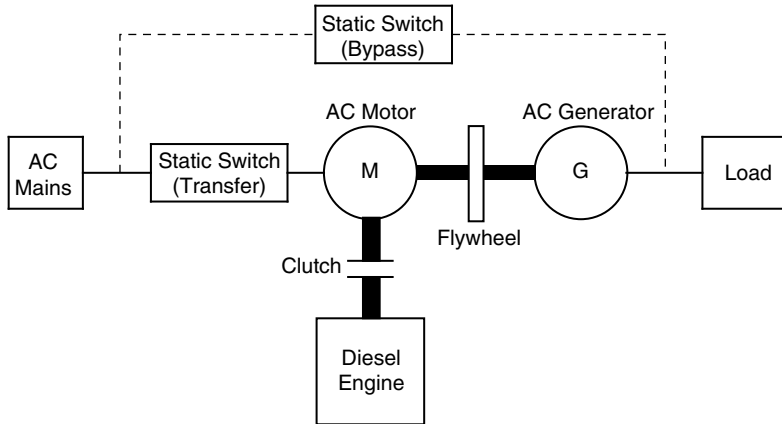 Static Switch
(Bypass)
AC Motor
AC Generator
AC
Mains
Static Switch
(Transfer)
M
G
Load
Flywheel
Clutch
Diesel
Engine